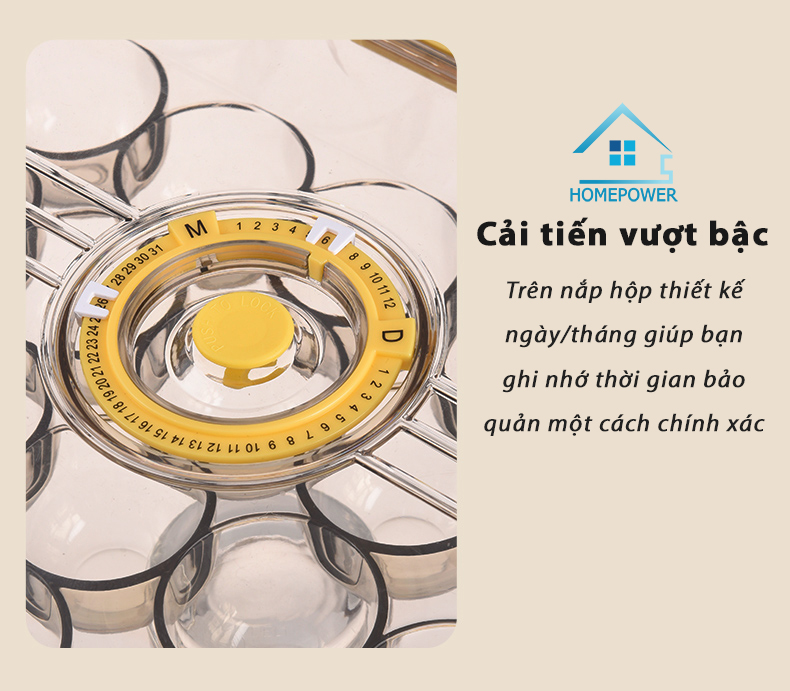 M 1 2 3 4 6 8 9 10 11 12
D 1 2 3 4 5 6 7 8 9 10 11 12 13 14 15 16 17 18 19 20 21 22 23 24 26 28 29 30 31
HOMEPOWER
Cải tiến vượt bậc
Trên nắp hộp thiết kế
ngày/tháng giúp bạn
ghi nhớ thời gian bảo
quản một cách chính xác